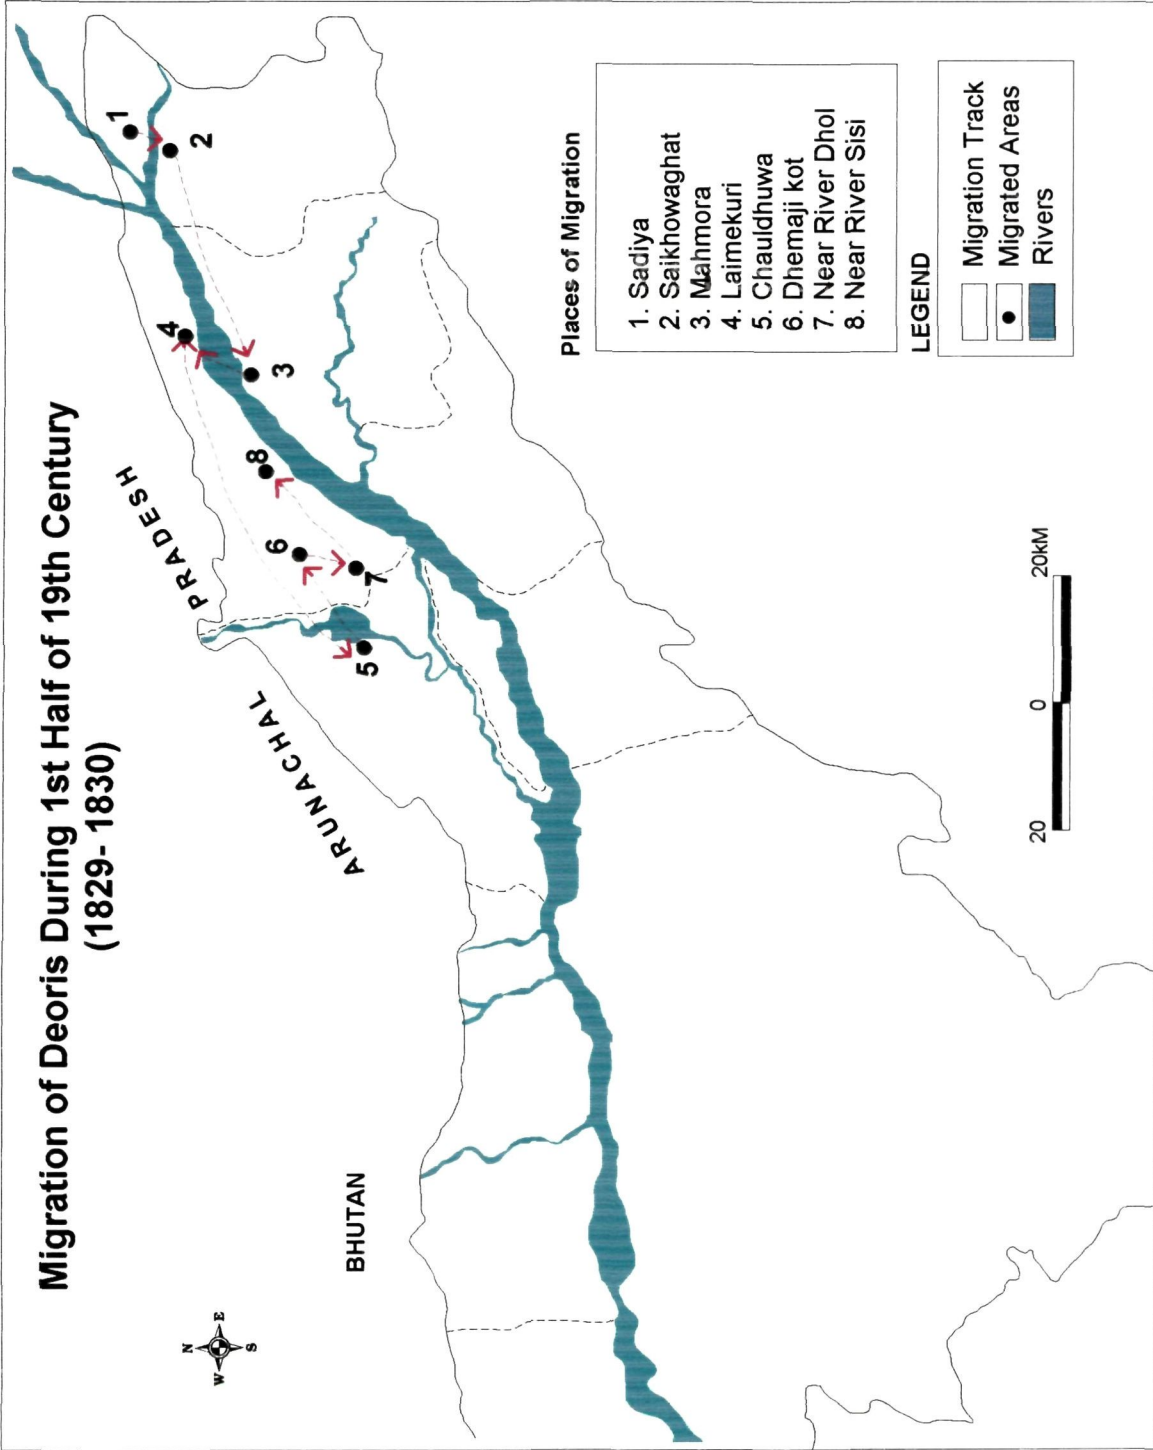 Migration of Deoris During 1st Half of 19th Century
(1829- 1830)
N
W E
S
ARUNACHAL PRADESH
BHUTAN
1
2
3
4
5
6
7
8
Places of Migration
1. Sadiya
2. Saikhowaghat
3. Mahmora
4. Laimekuri
5. Chauldhuwa
6. Dhemaji kot
7. Near River Dhol
8. Near River Sisi
LEGEND
Migration Track
Migrated Areas
Rivers
20 0 20kM